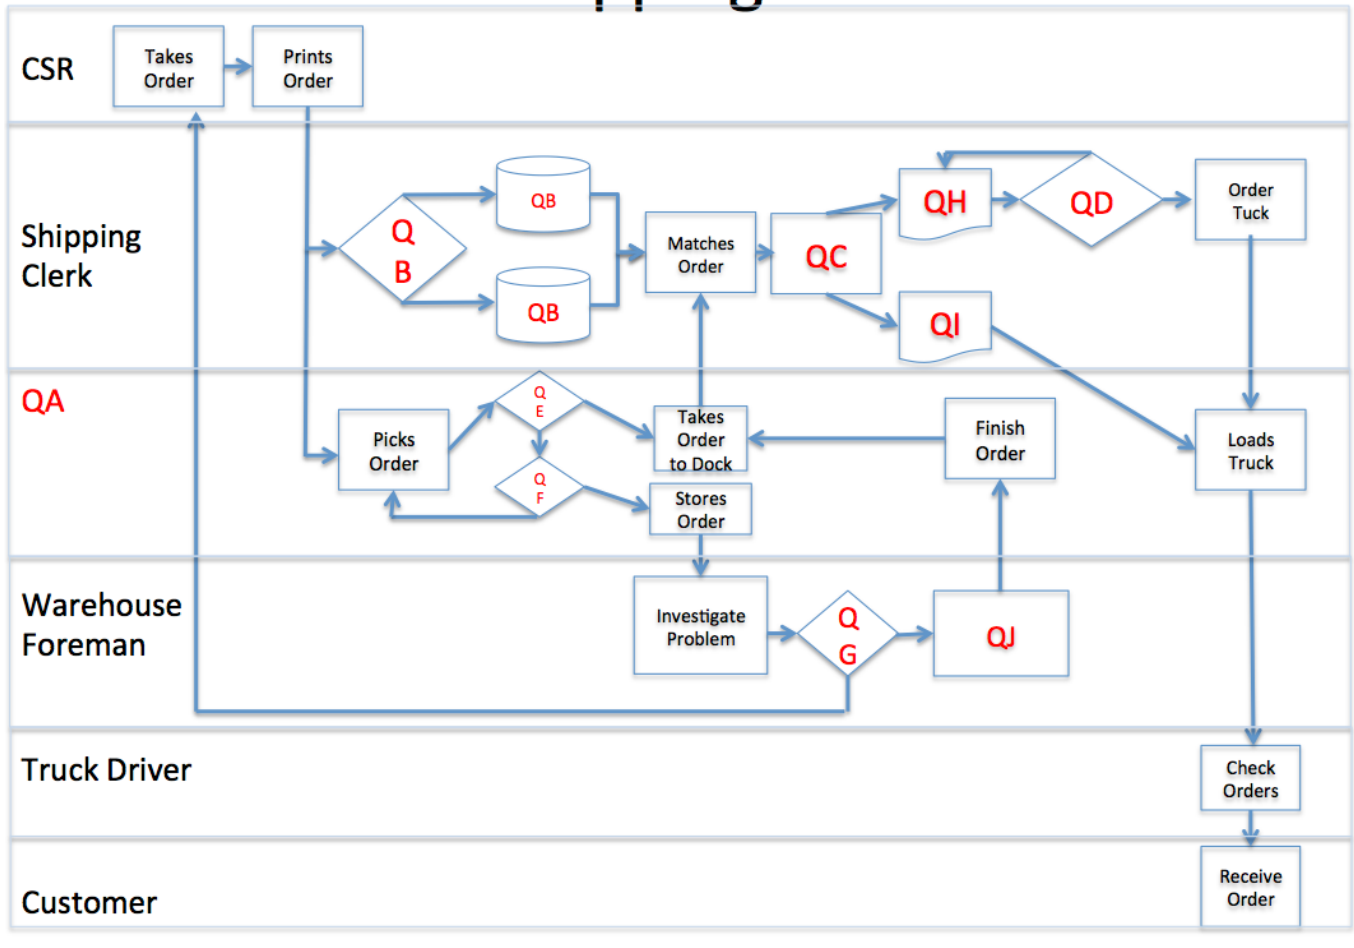 CSR
Takes
Order
Prints
Order
Shipping
Clerk
Q
B
QB
QB
Matches
Order
QC
QH
QI
QD
Order
Tuck
QA
Picks
Order
Q
E
Q
F
Takes
Order
to Dock
Stores
Order
Finish
Order
Loads
Truck
Warehouse
Foreman
Investigate
Problem
Q
G
QJ
Truck Driver
Check
Orders
Customer
Receive
Order